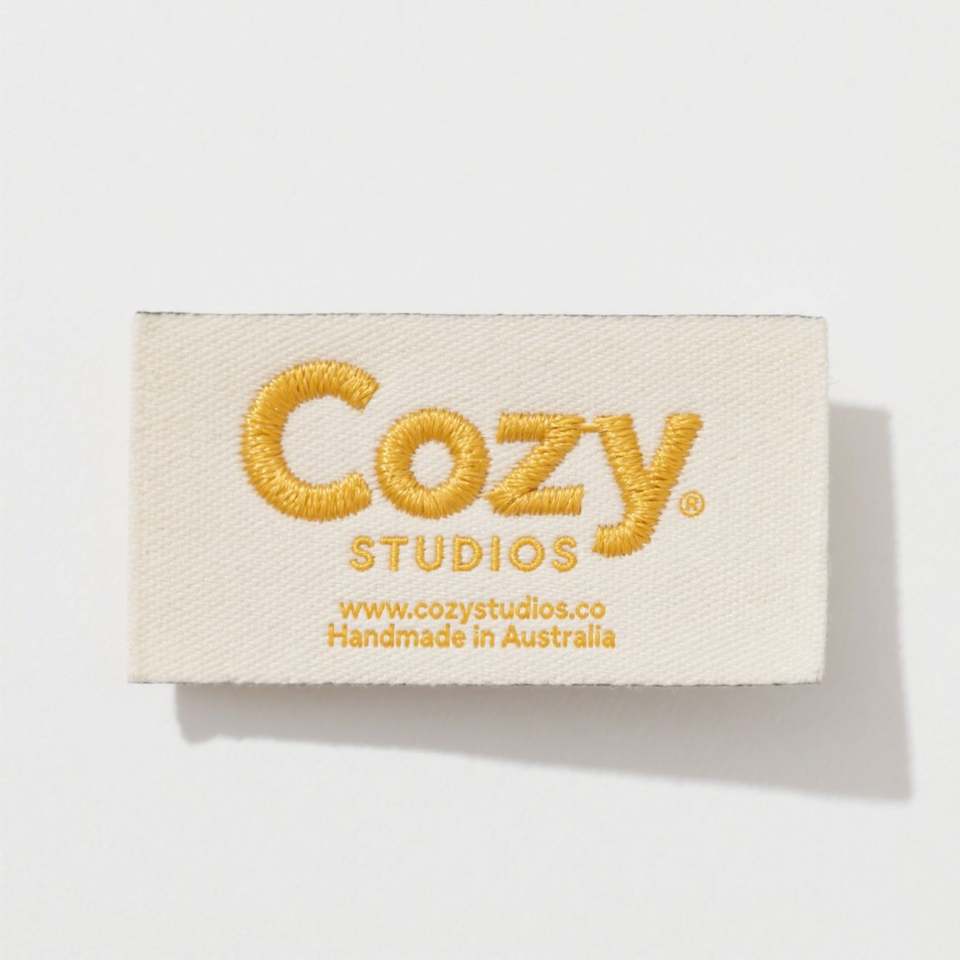 Cozy®
STUDIOS
www.cozystudios.co
Handmade in Australia